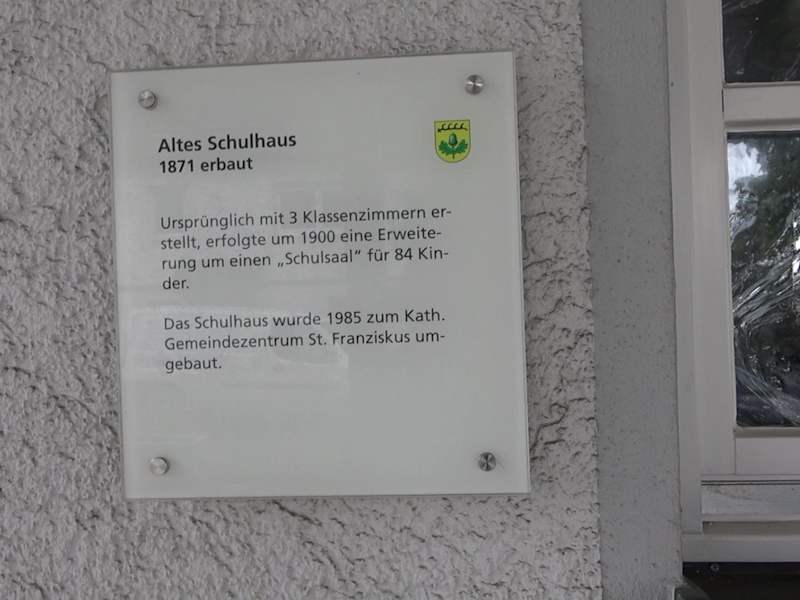 Altes Schulhaus
1871 erbaut
Ursprünglich mit 3 Klassenzimmern er-
stellt, erfolgte um 1900 eine Erweite-
rung um einen „Schulsaal“ für 84 Kin-
der.
Das Schulhaus wurde 1985 zum Kath.
Gemeindezentrum St. Franziskus um-
gebaut.